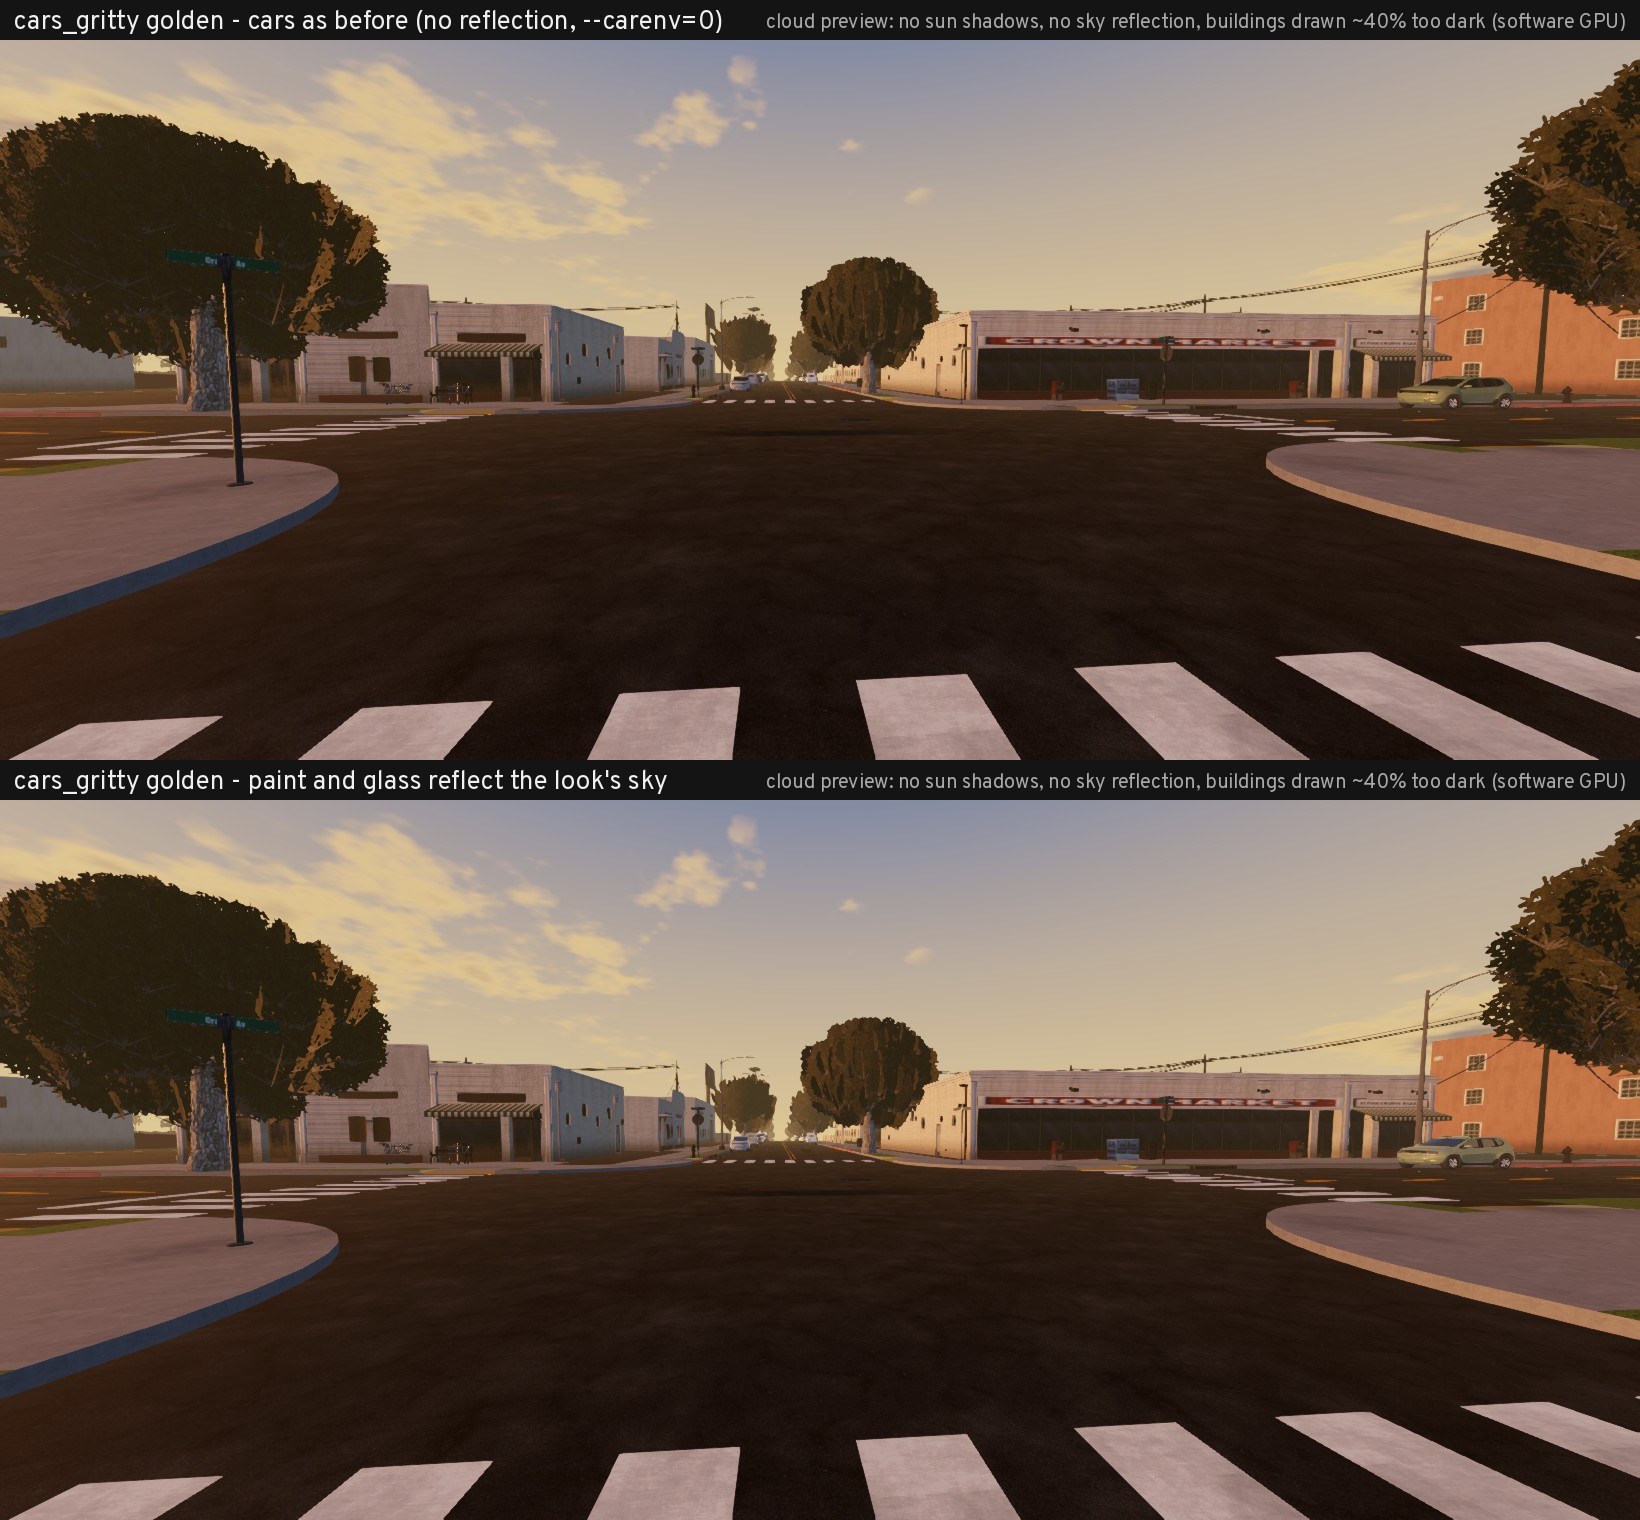 cars_gritty golden - cars as before (no reflection, --carenv=0)
cloud preview: no sun shadows, no sky reflection, buildings drawn ~40% too dark (software GPU)
CROWN MARKET
cars_gritty golden - paint and glass reflect the look's sky
cloud preview: no sun shadows, no sky reflection, buildings drawn ~40% too dark (software GPU)
CROWN MARKET